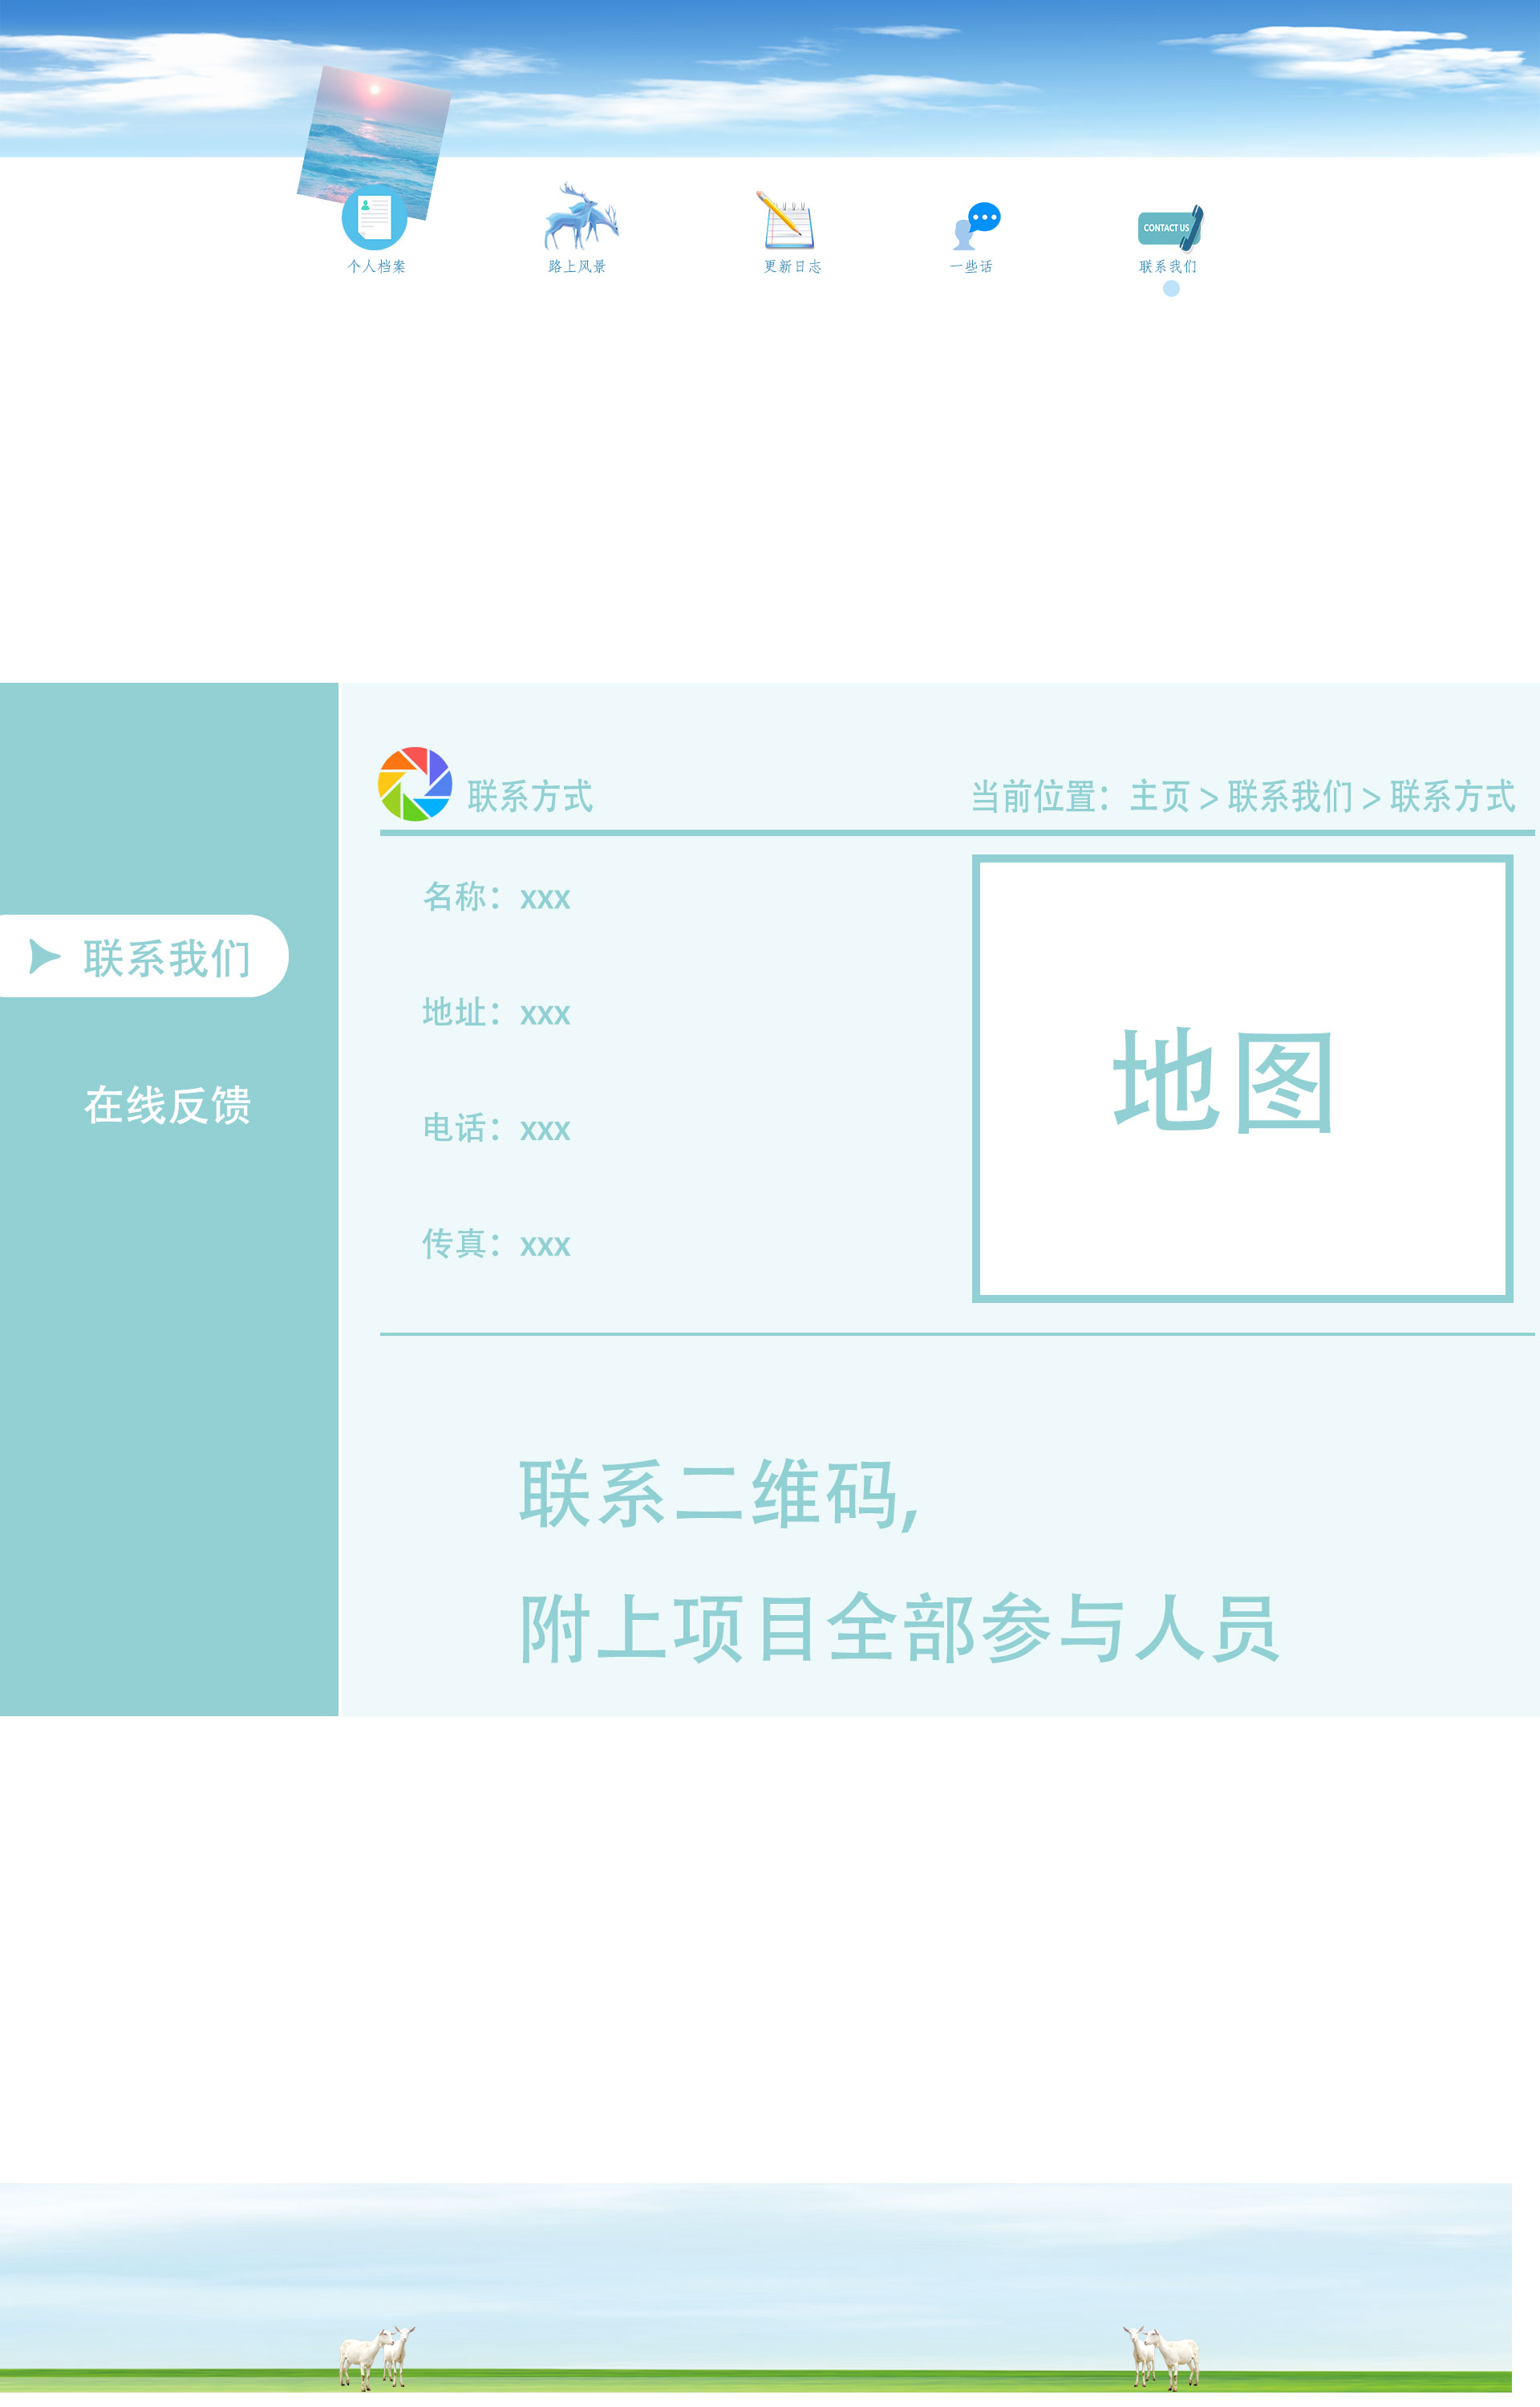 个人档案
路上风景
更新日志
一些话
CONTACT US
联系我们
联系方式
当前位置：主页 > 联系我们 > 联系方式
联系我们
在线反馈
名称：xxx
地址：xxx
电话：xxx
传真：xxx
地图
联系二维码,
附上项目全部参与人员